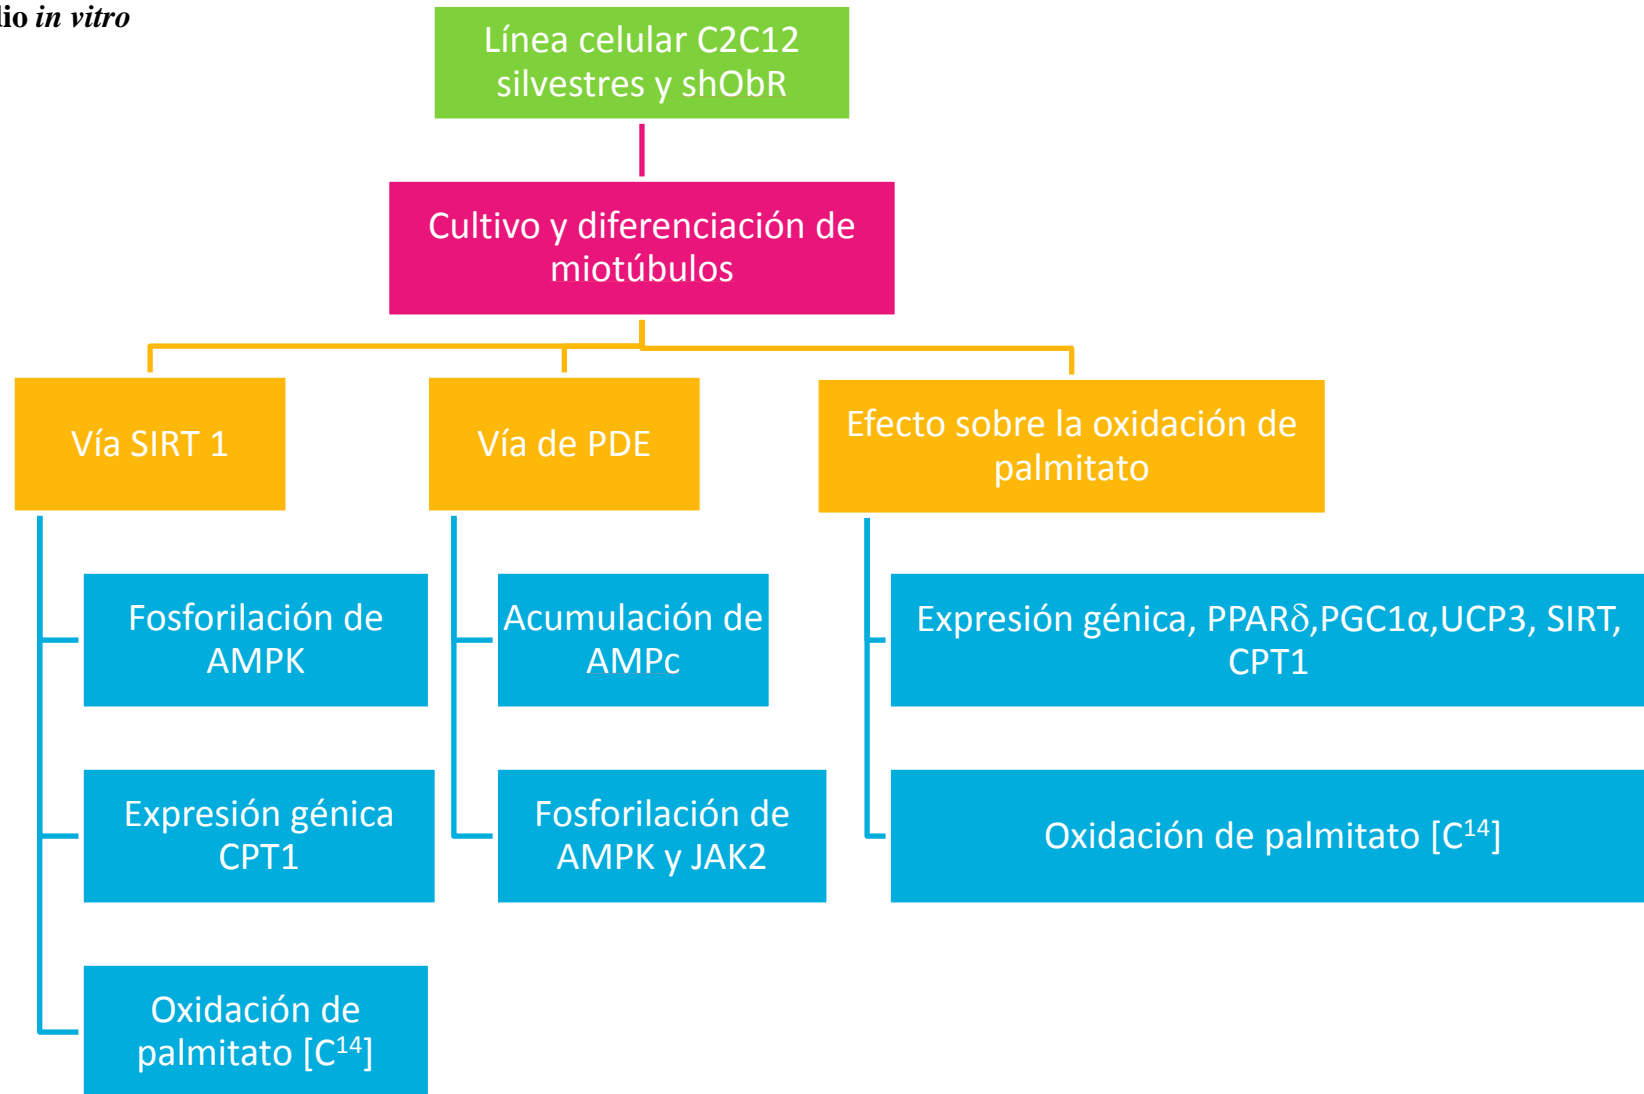 in vitro
Línea celular C2C12
silvestres y shObR
Cultivo y diferenciación de
miotúbulos
Vía SIRT 1
Vía de PDE
Efecto sobre la oxidación de
palmitato
Fosforilación de
AMPK
Expresión génica
CPT1
Oxidación de
palmitato [C¹⁴]
Acumulación de
AMPc
Fosforilación de
AMPK y JAK2
Expresión génica, PPARδ,PGC1α,UCP3, SIRT,
CPT1
Oxidación de palmitato [C¹⁴]